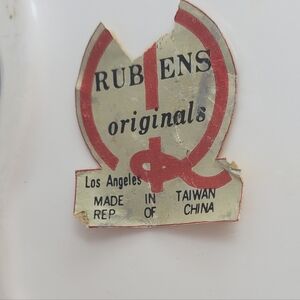 RUBENS
originals
Los Angeles
MADE IN TAIWAN
REP OF CHINA